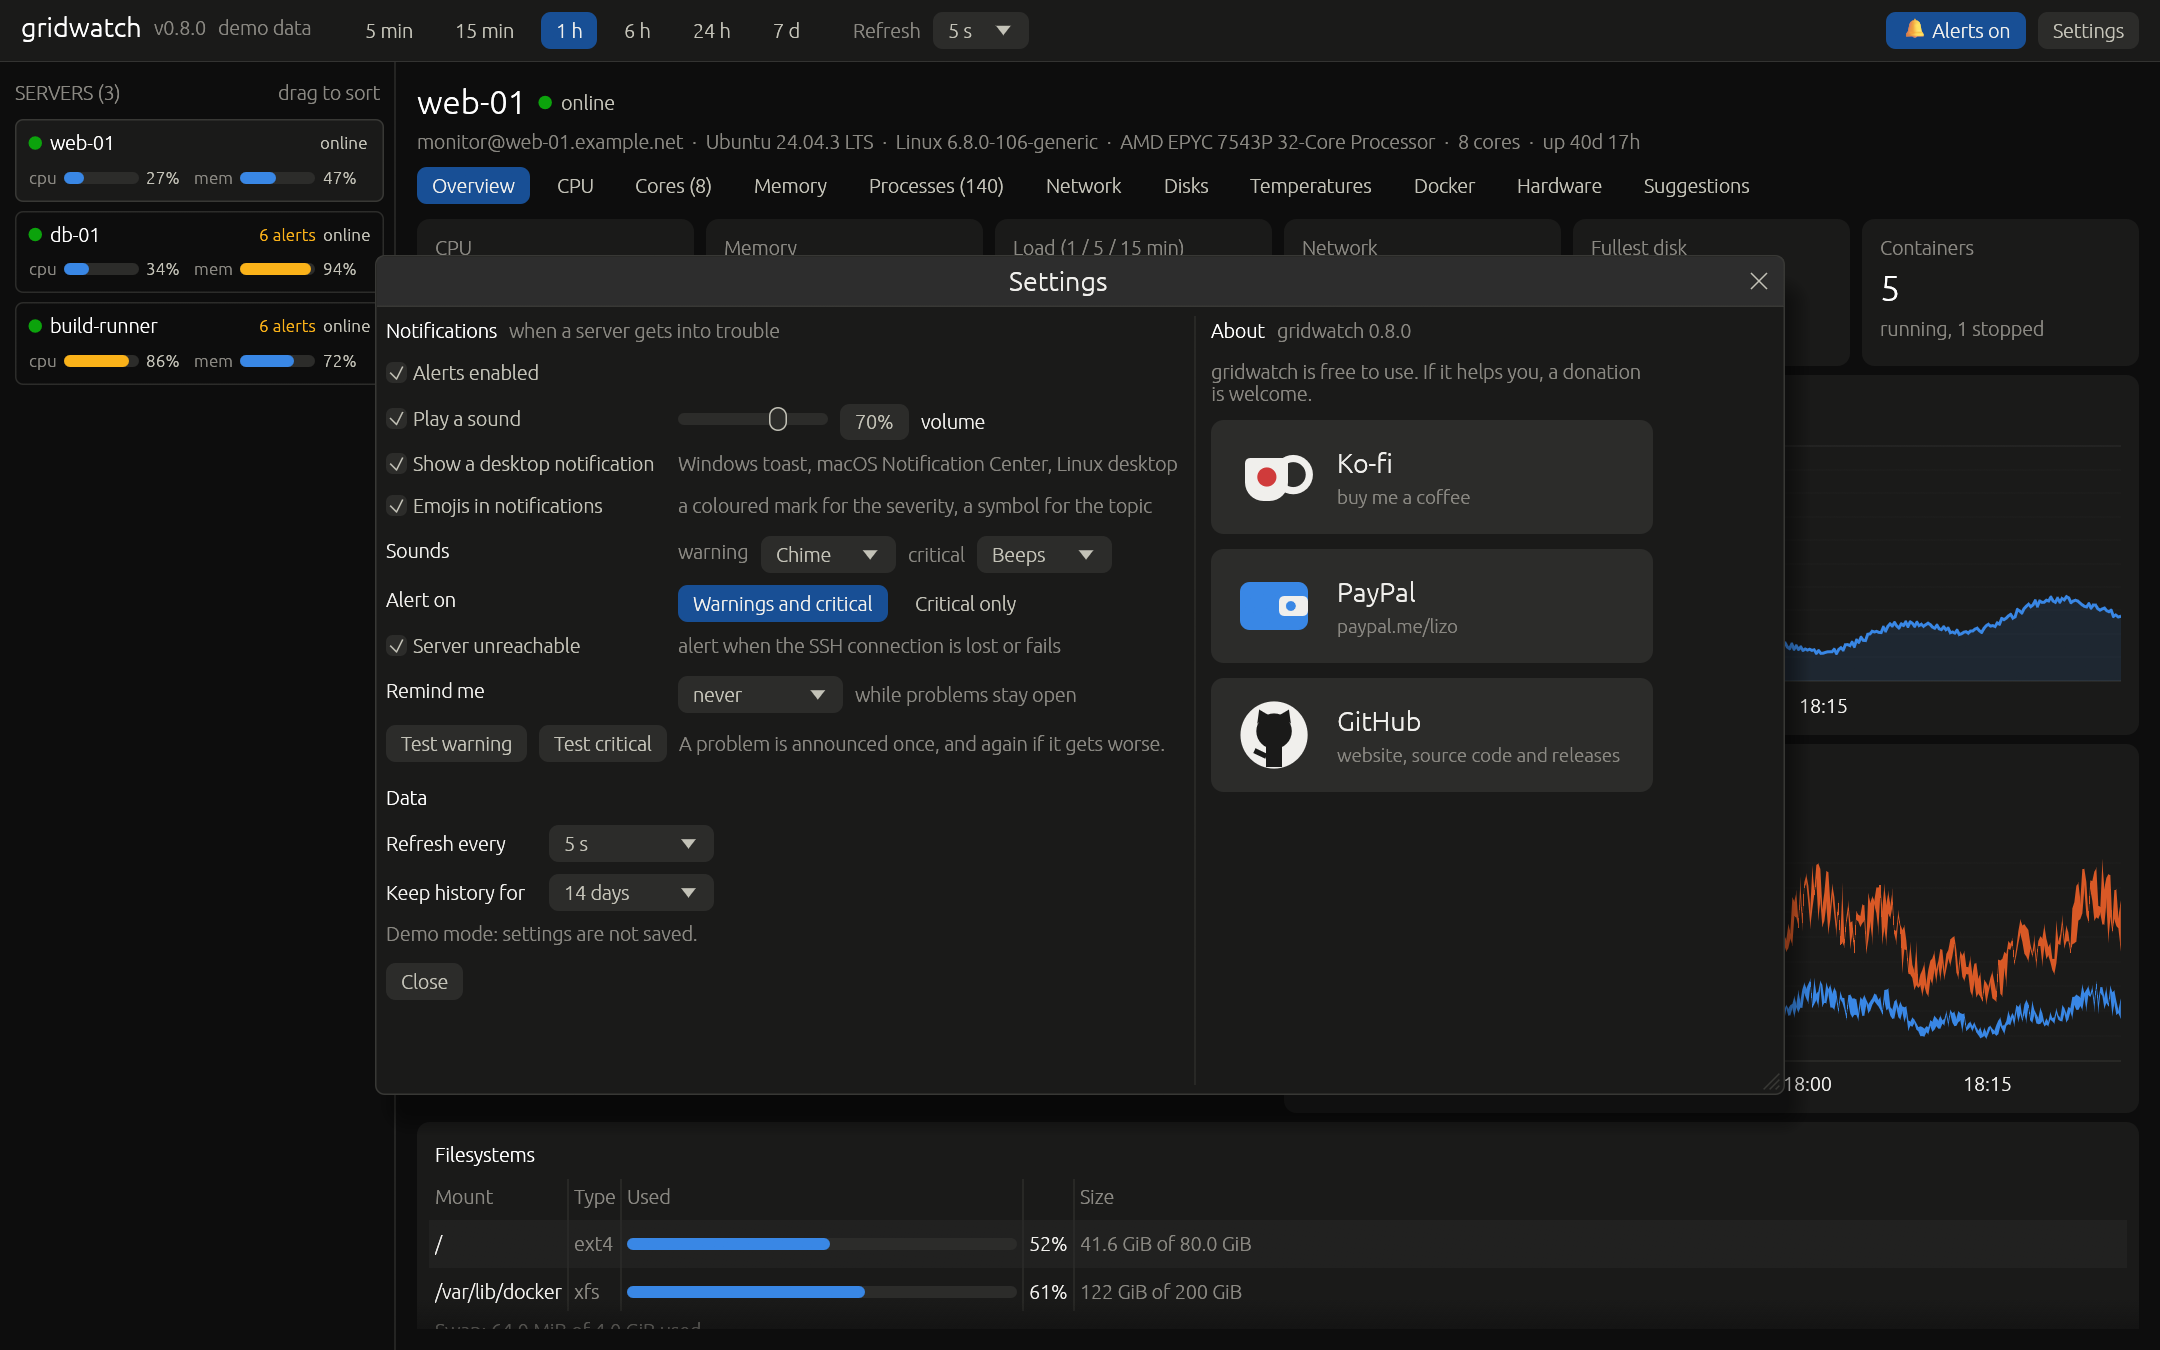 gridwatch v0.8.0 demo data 5 min 15 min 1 h 6 h 24 h 7 d Refresh 5 s Alerts on Settings
SERVERS (3) drag to sort
web-01 online
cpu 27% mem 47%
db-01 6 alerts online
cpu 34% mem 94%
build-runner 6 alerts online
cpu 86% mem 72%
web-01 online
monitor@web-01.example.net · Ubuntu 24.04.3 LTS · Linux 6.8.0-106-generic · AMD EPYC 7543P 32-Core Processor · 8 cores · up 40d 17h
Overview CPU Cores (8) Memory Processes (140) Network Disks Temperatures Docker Hardware Suggestions
CPU Memory Load (1 / 5 / 15 min) Network Fullest disk Containers
5
running, 1 stopped
Settings
Notifications when a server gets into trouble
Alerts enabled
Play a sound 70% volume
Show a desktop notification Windows toast, macOS Notification Center, Linux desktop
Emojis in notifications a coloured mark for the severity, a symbol for the topic
Sounds warning Chime critical Beeps
Alert on Warnings and critical Critical only
Server unreachable alert when the SSH connection is lost or fails
Remind me never while problems stay open
Test warning Test critical A problem is announced once, and again if it gets worse.
Data
Refresh every 5 s
Keep history for 14 days
Demo mode: settings are not saved.
Close
About gridwatch 0.8.0
gridwatch is free to use. If it helps you, a donation
is welcome.
Ko-fi
buy me a coffee
PayPal
paypal.me/lizo
GitHub
website, source code and releases
18:15
18:00 18:15
Filesystems
Mount Type Used Size
/ ext4 52% 41.6 GiB of 80.0 GiB
/var/lib/docker xfs 61% 122 GiB of 200 GiB
Swap: 64.0 MiB of 4.0 GiB used